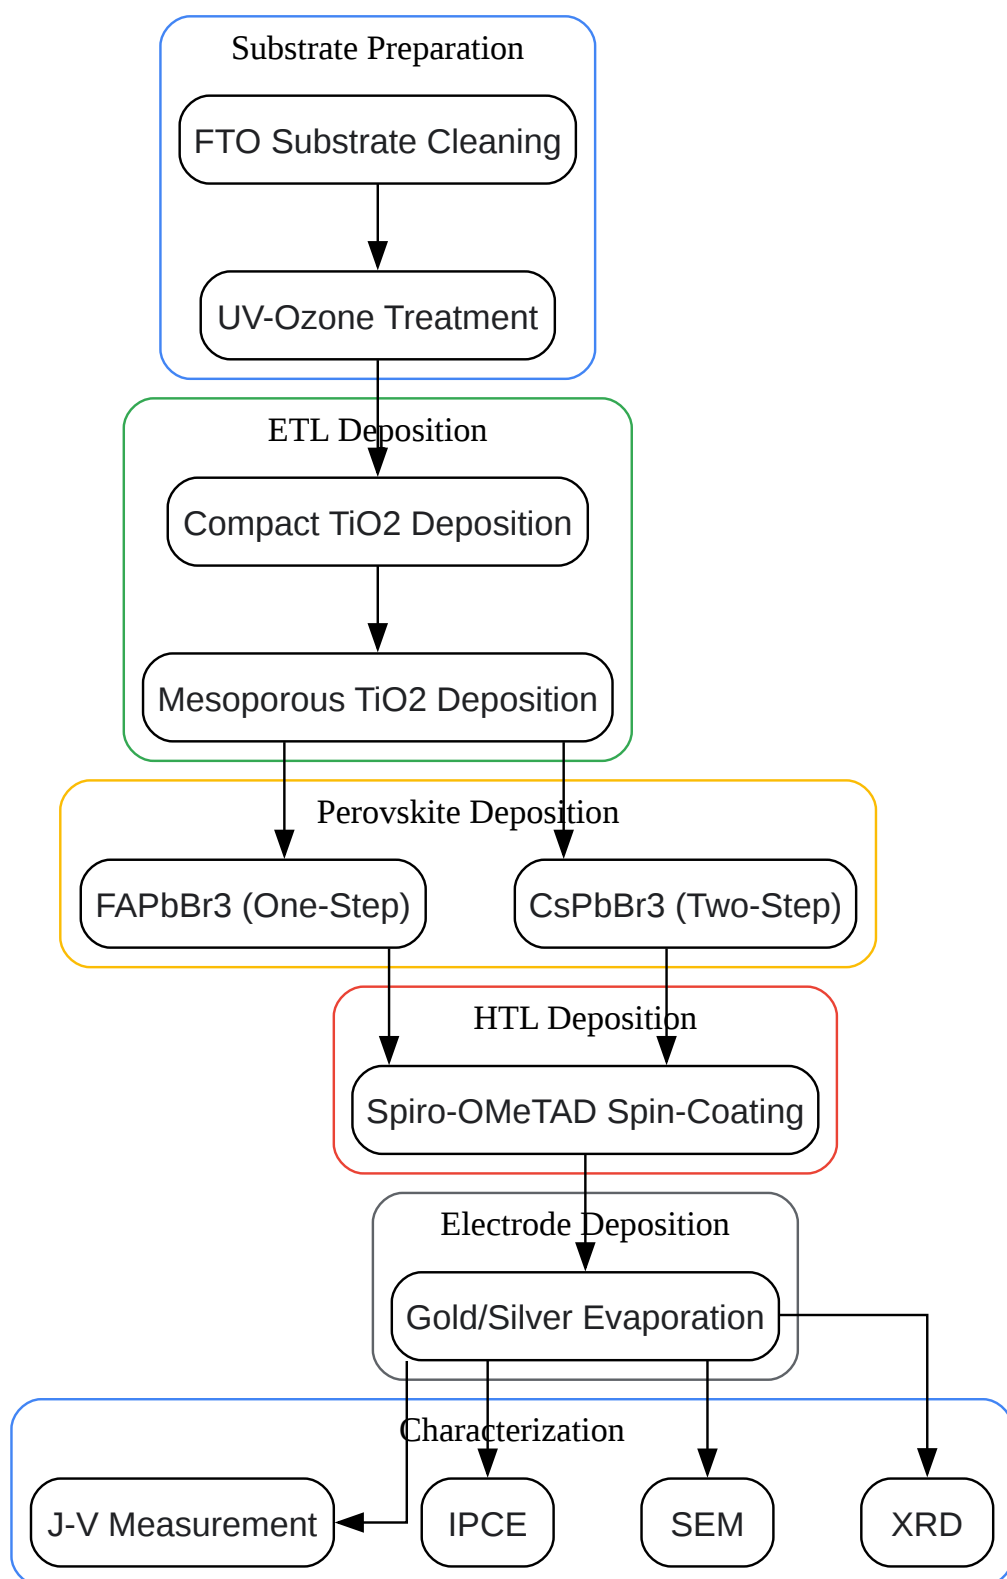 Substrate Preparation
FTO Substrate Cleaning
UV-Ozone Treatment
ETL Deposition
Compact TiO2 Deposition
Mesoporous TiO2 Deposition
Perovskite Deposition
FAPbBr3 (One-Step)
CsPbBr3 (Two-Step)
HTL Deposition
Spiro-OMeTAD Spin-Coating
Electrode Deposition
Gold/Silver Evaporation
Characterization
J-V Measurement
IPCE
SEM
XRD